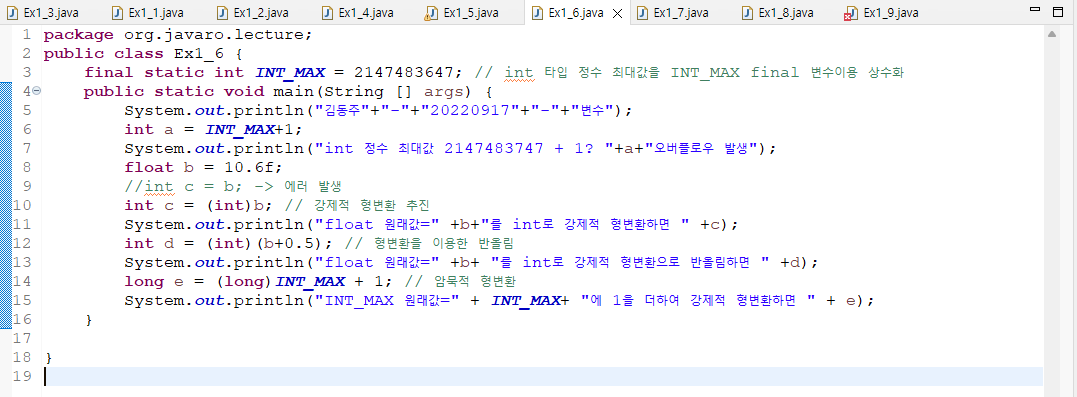 Ex1_3.java Ex1_1.java Ex1_2.java Ex1_4.java Ex1_5.java Ex1_6.java Ex1_7.java Ex1_8.java Ex1_9.java
1 package org.javaro.lecture;
2 public class Ex1_6 {
3 final static int INT_MAX = 2147483647; // int 타입 정수 최대값을 INT_MAX final 변수이용 상수화
4 public static void main(String [] args) {
5 System.out.println("김동주"+"-"+"20220917"+"-"+"변수");
6 int a = INT_MAX+1;
7 System.out.println("int 정수 최대값 2147483747 + 1? "+a+"오버플로우 발생");
8 float b = 10.6f;
9 //int c = b; -> 에러 발생
10 int c = (int)b; // 강제적 형변환 추진
11 System.out.println("float 원래값=" +b+"를 int로 강제적 형변환하면 " +c);
12 int d = (int)(b+0.5); // 형변환을 이용한 반올림
13 System.out.println("float 원래값=" +b+ "를 int로 강제적 형변환으로 반올림하면 " +d);
14 long e = (long)INT_MAX + 1; // 암묵적 형변환
15 System.out.println("INT_MAX 원래값=" + INT_MAX+ "에 1을 더하여 강제적 형변환하면 " + e);
16 }
17
18 }
19